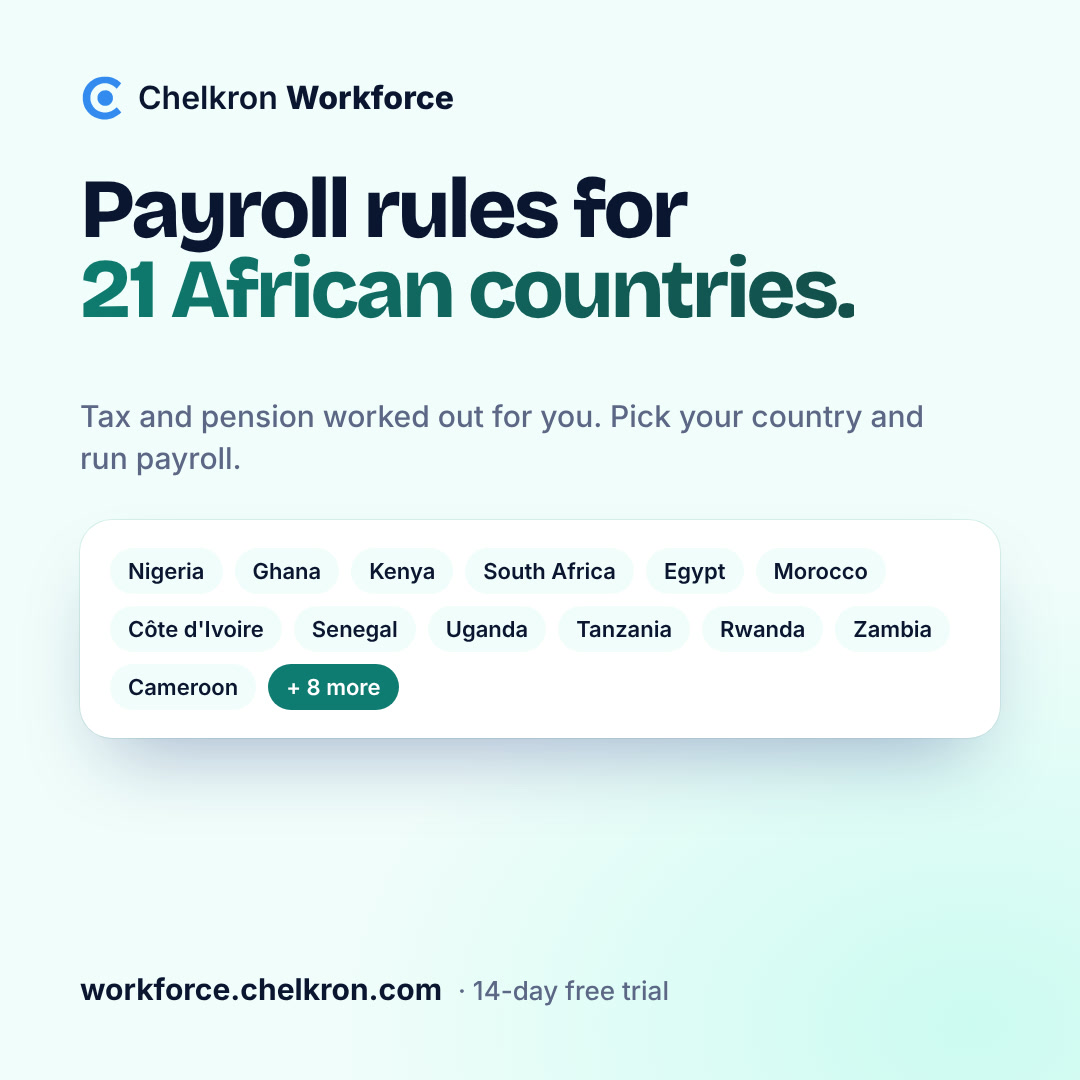 Chelkron Workforce
Payroll rules for
21 African countries.
Tax and pension worked out for you. Pick your country and
run payroll.
Nigeria Ghana Kenya South Africa Egypt Morocco
Côte d'Ivoire Senegal Uganda Tanzania Rwanda Zambia
Cameroon + 8 more
workforce.chelkron.com · 14-day free trial